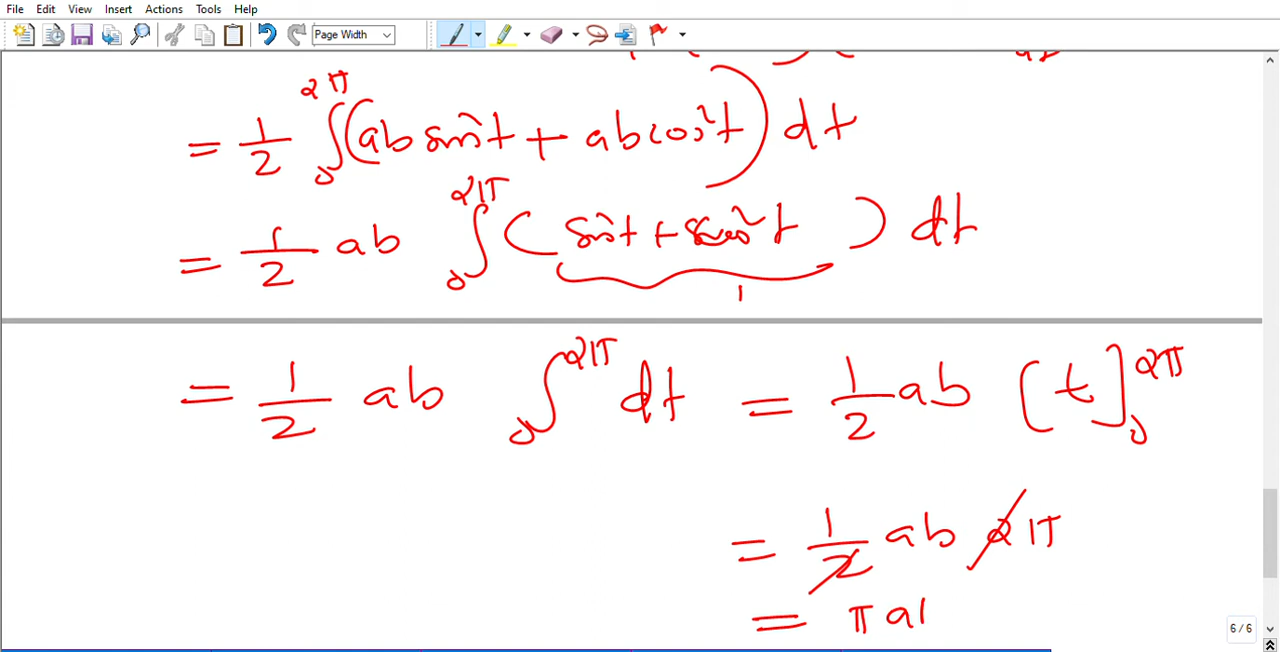 File Edit View Insert Actions Tools Help
Page Width
= 1/2 ∫₀^2π (ab sin²t + ab cos²t) dt
= 1/2 ab ∫₀^2π (sin²t + cos²t) dt
1
= 1/2 ab ∫₀^2π dt = 1/2 ab [t]₀^2π
= 1/2 ab 2π
= π al
6 / 6